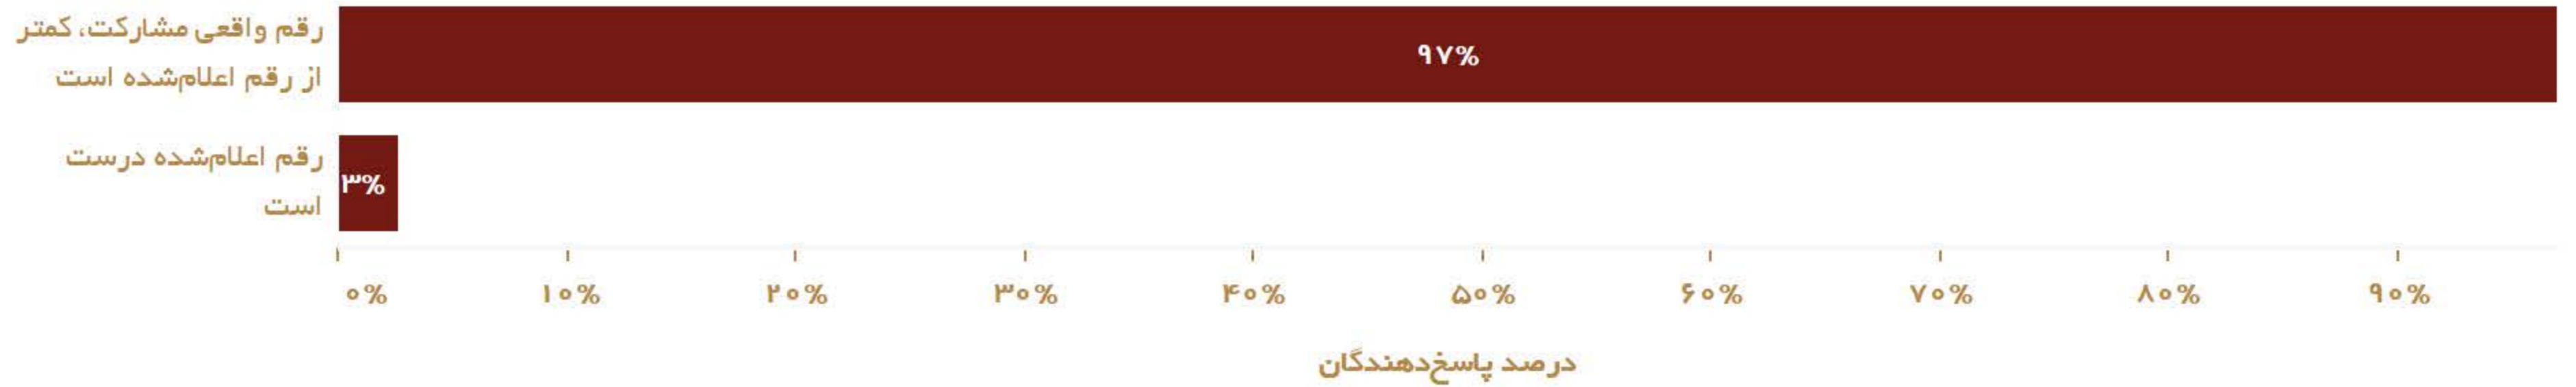 رقم واقعی مشارکت، کمتر
از رقم اعلام‌شده است
۹۷%
رقم اعلام‌شده درست
است
۳%
۰% ۱۰% ۲۰% ۳۰% ۴۰% ۵۰% ۶۰% ۷۰% ۸۰% ۹۰%
درصد پاسخ‌دهندگان